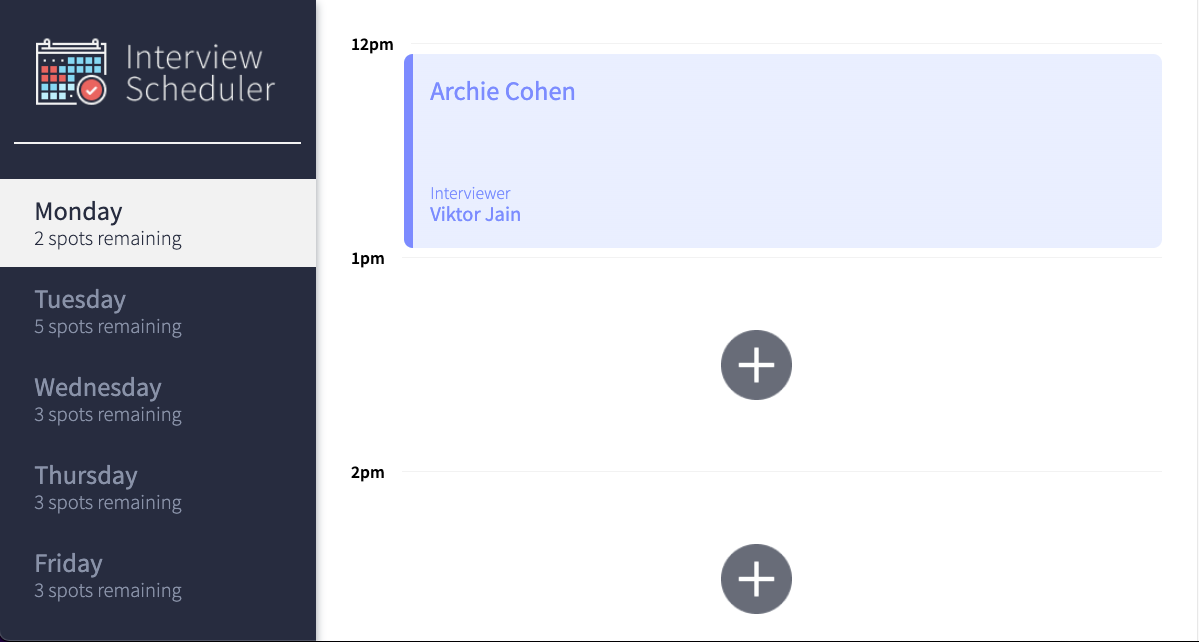 Interview
Scheduler
Monday
2 spots remaining
Tuesday
5 spots remaining
Wednesday
3 spots remaining
Thursday
3 spots remaining
Friday
3 spots remaining
12pm
Archie Cohen
Interviewer
Viktor Jain
1pm
2pm